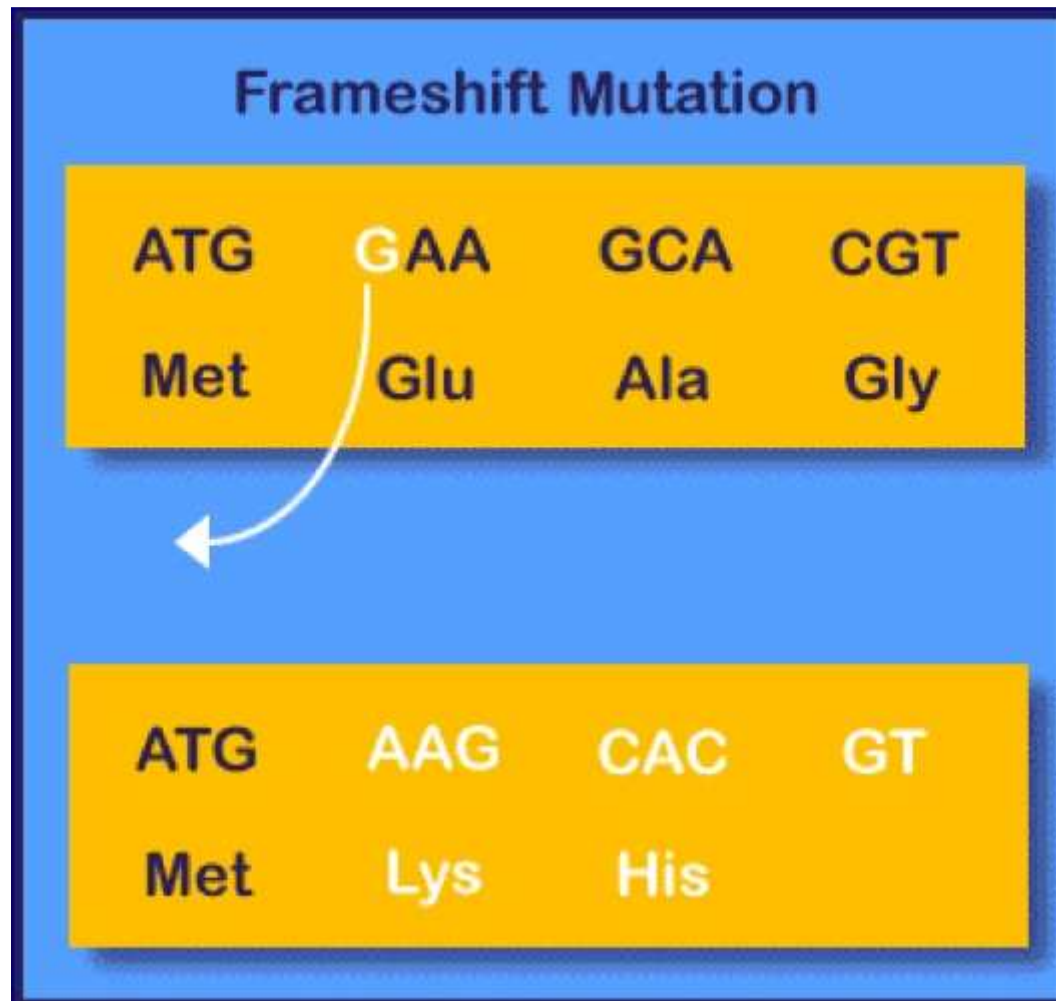 Frameshift Mutation
ATG GAA GCA CGT
Met Glu Ala Gly
ATG AAG CAC GT
Met Lys His